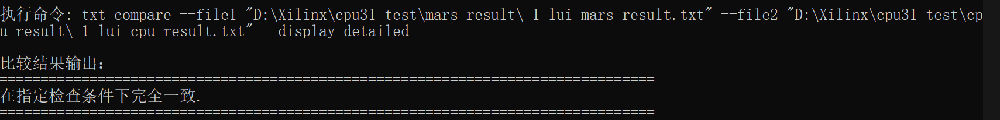 执行命令: txt_compare --file1 "D:\Xilinx\cpu31_test\mars_result\_1_lui_mars_result.txt" --file2 "D:\Xilinx\cpu31_test\cp
u_result\_1_lui_cpu_result.txt" --display detailed
比较结果输出：
================================================================================
在指定检查条件下完全一致.
================================================================================